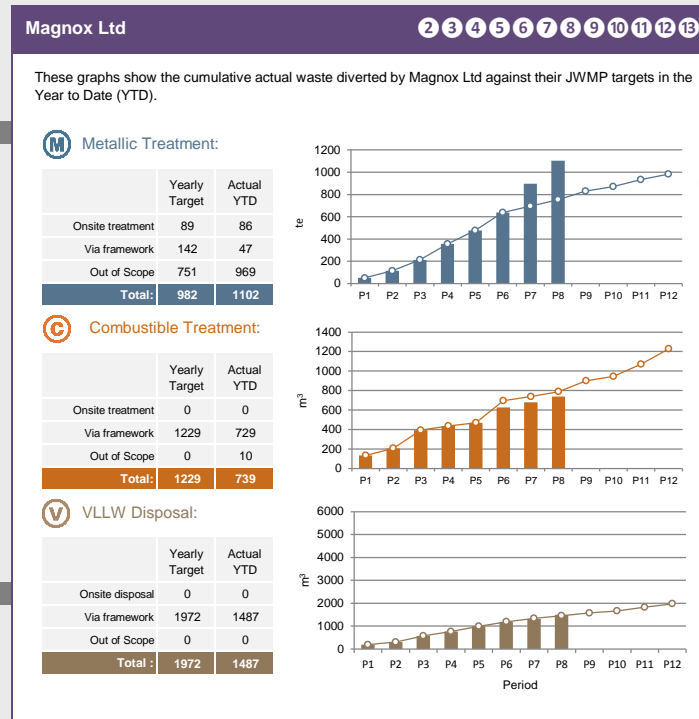 Magnox Ltd
2 3 4 5 6 7 8 9 10 11 12 13
These graphs show the cumulative actual waste diverted by Magnox Ltd against their JWMP targets in the
Year to Date (YTD).
M Metallic Treatment:
Yearly Target Actual YTD
Onsite treatment 89 86
Via framework 142 47
Out of Scope 751 969
Total: 982 1102
1200
1000
800
600
400
200
0
te
P1 P2 P3 P4 P5 P6 P7 P8 P9 P10 P11 P12
C Combustible Treatment:
Yearly Target Actual YTD
Onsite treatment 0 0
Via framework 1229 729
Out of Scope 0 10
Total: 1229 739
1400
1200
1000
800
600
400
200
0
m³
P1 P2 P3 P4 P5 P6 P7 P8 P9 P10 P11 P12
V VLLW Disposal:
Yearly Target Actual YTD
Onsite disposal 0 0
Via framework 1972 1487
Out of Scope 0 0
Total : 1972 1487
6000
5000
4000
3000
2000
1000
0
m³
P1 P2 P3 P4 P5 P6 P7 P8 P9 P10 P11 P12
Period